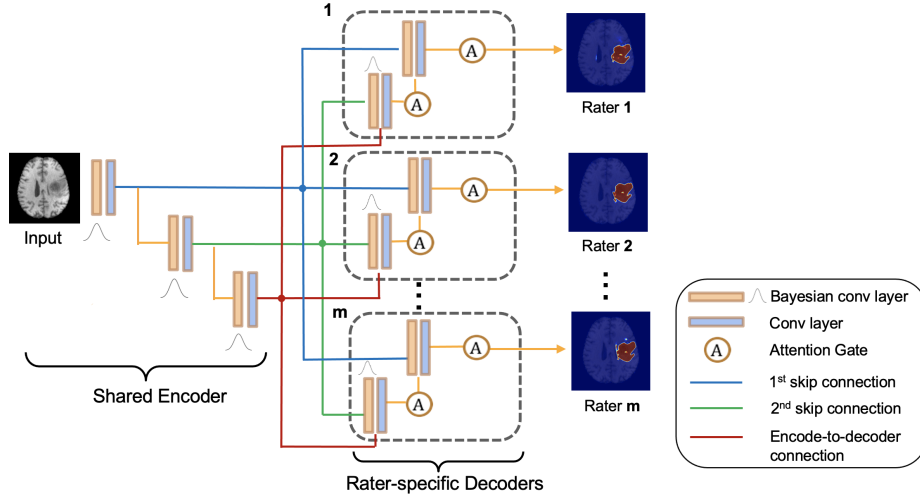 1
A
A
Rater 1
2
A
A
Input
Rater 2
m
A
A
Rater m
Shared Encoder
Rater-specific Decoders
Bayesian conv layer
Conv layer
A
Attention Gate
1st skip connection
2nd skip connection
Encode-to-decoder
connection